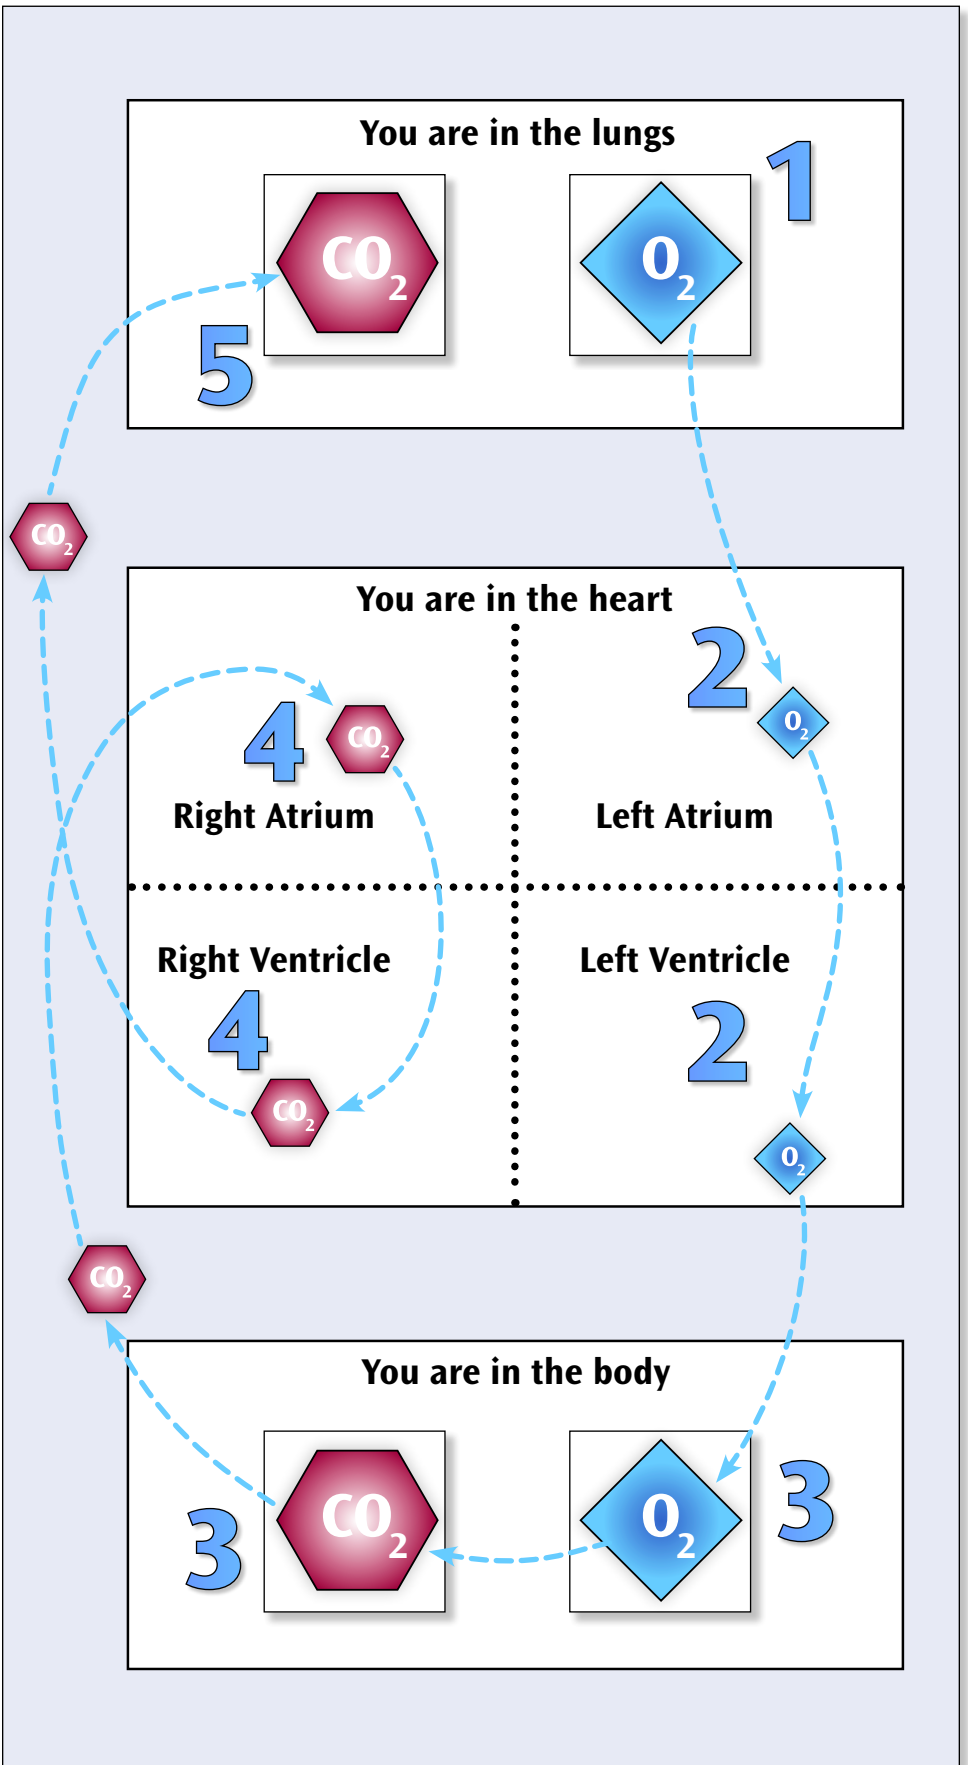 You are in the lungs
1
CO2
O2
5
CO2
You are in the heart
2
4
CO2
O2
Right Atrium
Left Atrium
Right Ventricle
Left Ventricle
4
2
CO2
O2
CO2
You are in the body
CO2
O2
3
3